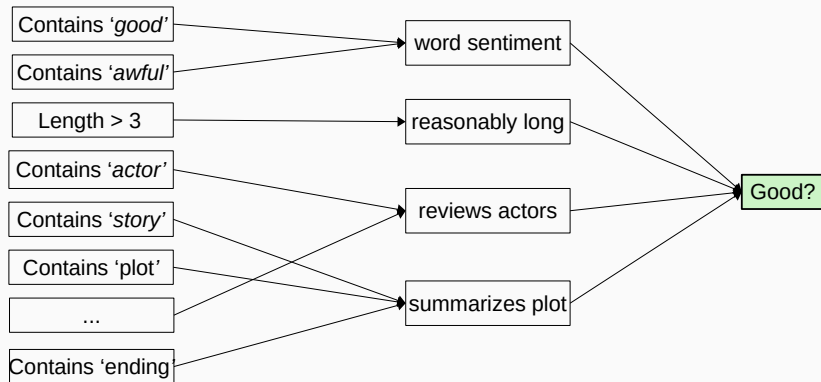 Contains ‘good’
Contains ‘awful’
Length > 3
Contains ‘actor’
Contains ‘story’
Contains ‘plot’
...
Contains ‘ending’
word sentiment
reasonably long
reviews actors
summarizes plot
Good?